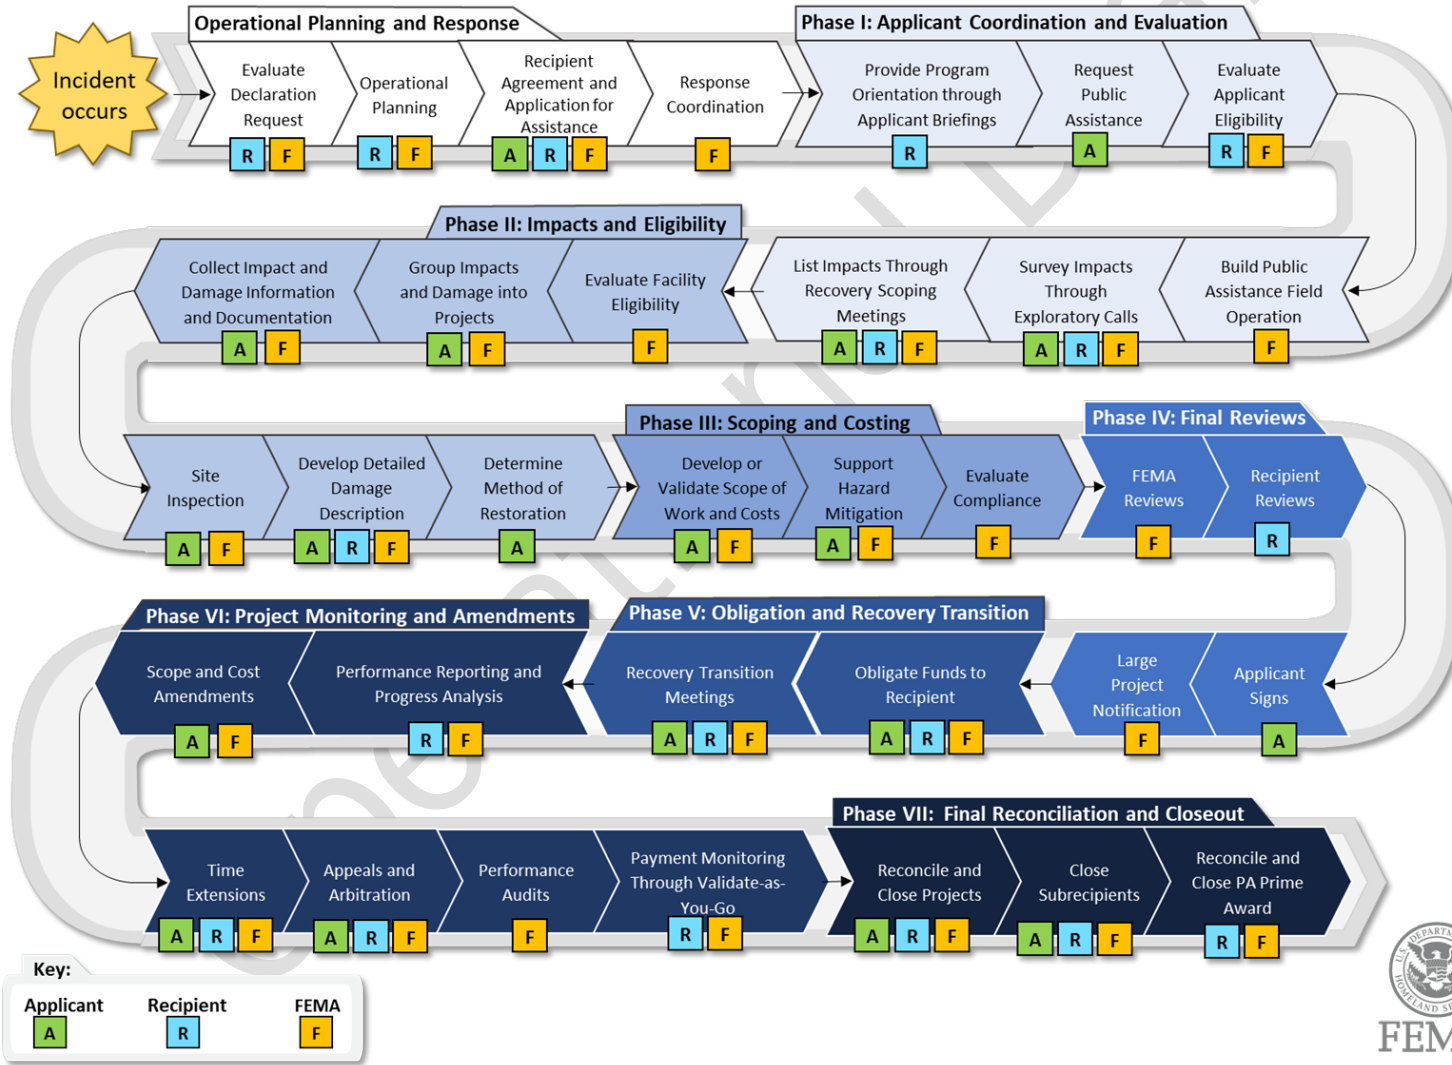 Operational Planning and Response
Incident
occurs
Evaluate
Declaration
Request
R F
Operational
Planning
R F
Recipient
Agreement and
Application for
Assistance
A R F
Response
Coordination
F
Phase I: Applicant Coordination and Evaluation
Provide Program
Orientation through
Applicant Briefings
R
Request
Public
Assistance
A
Evaluate
Applicant
Eligibility
R F
Build Public
Assistance Field
Operation
F
Survey Impacts
Through
Exploratory Calls
A R F
List Impacts Through
Recovery Scoping
Meetings
A R F
Phase II: Impacts and Eligibility
Evaluate Facility
Eligibility
F
Group Impacts
and Damage into
Projects
A F
Collect Impact and
Damage Information
and Documentation
A F
Site
Inspection
A F
Develop Detailed
Damage
Description
A R F
Determine
Method of
Restoration
A
Phase III: Scoping and Costing
Develop or
Validate Scope of
Work and Costs
A F
Support
Hazard
Mitigation
A F
Evaluate
Compliance
F
Phase IV: Final Reviews
FEMA
Reviews
F
Recipient
Reviews
R
Applicant
Signs
A
Large
Project
Notification
F
Phase V: Obligation and Recovery Transition
Obligate Funds to
Recipient
A R F
Recovery Transition
Meetings
A R F
Phase VI: Project Monitoring and Amendments
Performance Reporting and
Progress Analysis
R F
Scope and Cost
Amendments
A F
Time
Extensions
A R F
Appeals and
Arbitration
A R F
Performance
Audits
F
Payment Monitoring
Through Validate-as-
You-Go
R F
Phase VII: Final Reconciliation and Closeout
Reconcile and
Close Projects
A R F
Close
Subrecipients
A R F
Reconcile and
Close PA Prime
Award
R F
Key:
Applicant Recipient FEMA
A R F